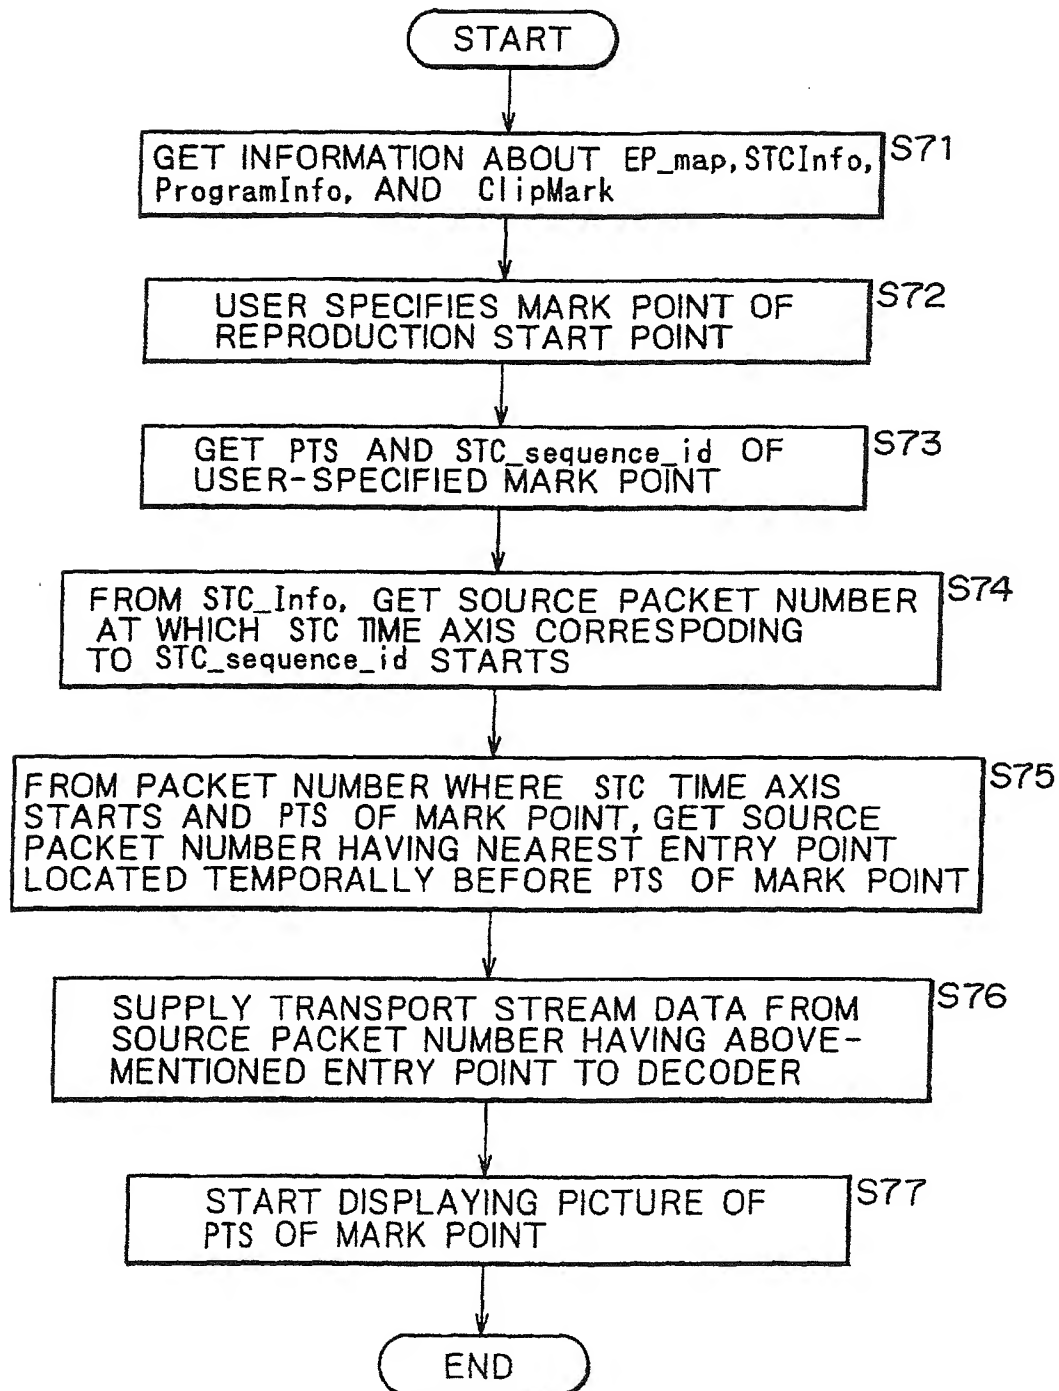 START
GET INFORMATION ABOUT EP_map, STCInfo,
ProgramInfo, AND ClipMark
S71
USER SPECIFIES MARK POINT OF
REPRODUCTION START POINT
S72
GET PTS AND STC_sequence_id OF
USER-SPECIFIED MARK POINT
S73
FROM STC_Info, GET SOURCE PACKET NUMBER
AT WHICH STC TIME AXIS CORRESPODING
TO STC_sequence_id STARTS
S74
FROM PACKET NUMBER WHERE STC TIME AXIS
STARTS AND PTS OF MARK POINT, GET SOURCE
PACKET NUMBER HAVING NEAREST ENTRY POINT
LOCATED TEMPORALLY BEFORE PTS OF MARK POINT
S75
SUPPLY TRANSPORT STREAM DATA FROM
SOURCE PACKET NUMBER HAVING ABOVE-
MENTIONED ENTRY POINT TO DECODER
S76
START DISPLAYING PICTURE OF
PTS OF MARK POINT
S77
END